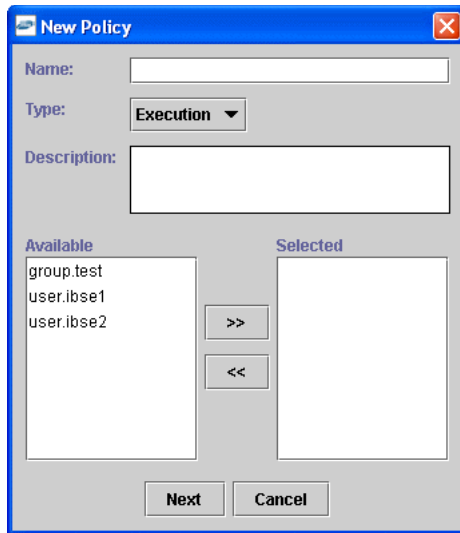 New Policy
Name:
Type:
Execution
Description:
Available
Selected
group.test
user.ibse1
user.ibse2
>>
<<
Next
Cancel